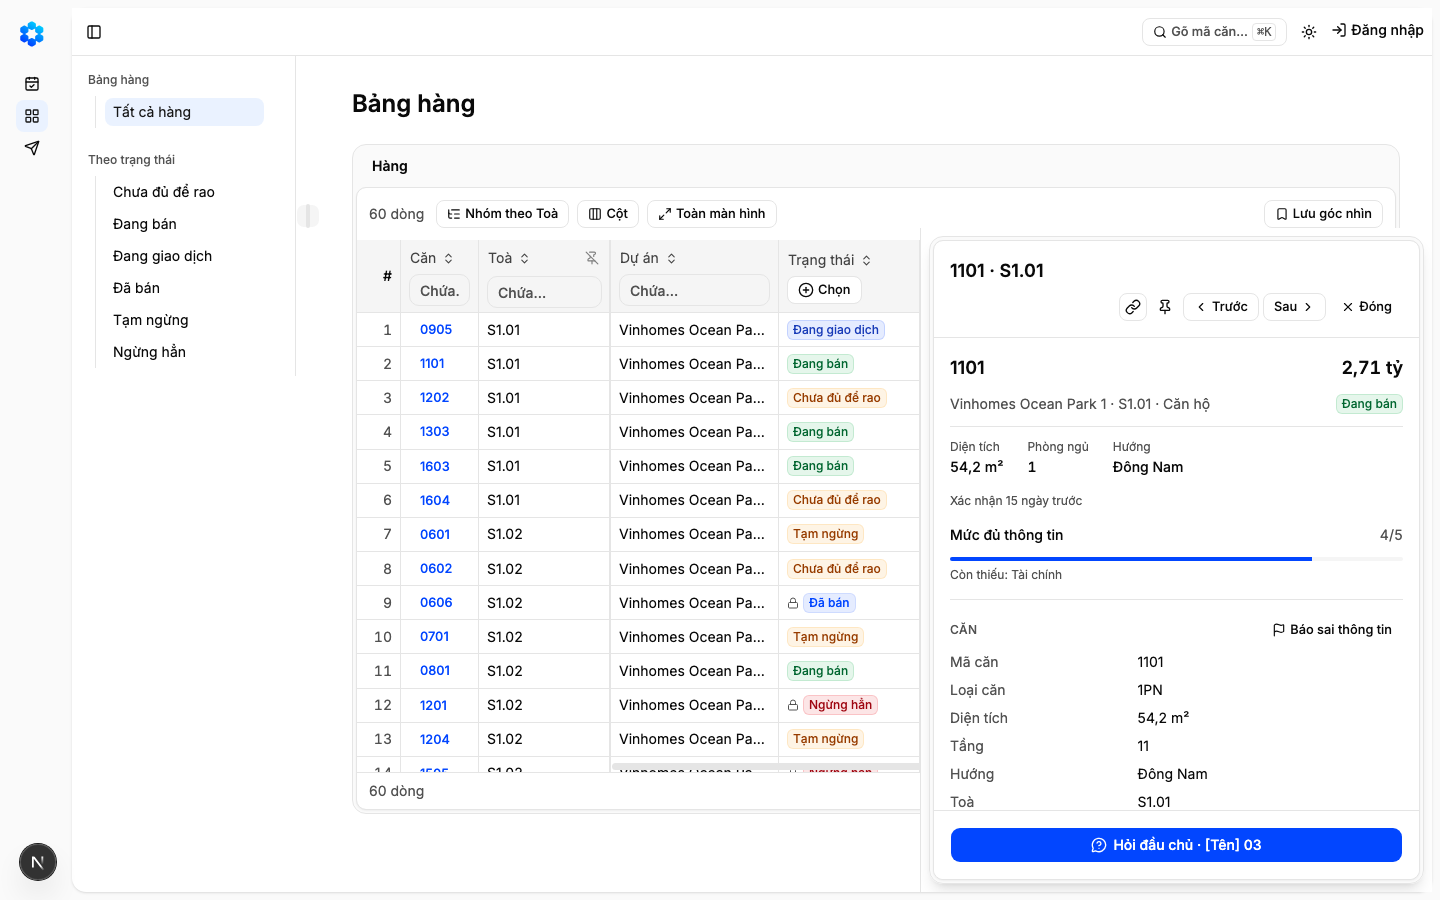 Gõ mã căn... ⌘K
Đăng nhập
Bảng hàng
Tất cả hàng
Theo trạng thái
Chưa đủ để rao
Đang bán
Đang giao dịch
Đã bán
Tạm ngừng
Ngừng hẳn
Bảng hàng
Hàng
60 dòng Nhóm theo Toà Cột Toàn màn hình Lưu góc nhìn
# Căn Toà Dự án Trạng thái
Chứa. Chứa... Chứa... Chọn
1 0905 S1.01 Vinhomes Ocean Pa... Đang giao dịch
2 1101 S1.01 Vinhomes Ocean Pa... Đang bán
3 1202 S1.01 Vinhomes Ocean Pa... Chưa đủ để rao
4 1303 S1.01 Vinhomes Ocean Pa... Đang bán
5 1603 S1.01 Vinhomes Ocean Pa... Đang bán
6 1604 S1.01 Vinhomes Ocean Pa... Chưa đủ để rao
7 0601 S1.02 Vinhomes Ocean Pa... Tạm ngừng
8 0602 S1.02 Vinhomes Ocean Pa... Chưa đủ để rao
9 0606 S1.02 Vinhomes Ocean Pa... Đã bán
10 0701 S1.02 Vinhomes Ocean Pa... Tạm ngừng
11 0801 S1.02 Vinhomes Ocean Pa... Đang bán
12 1201 S1.02 Vinhomes Ocean Pa... Ngừng hẳn
13 1204 S1.02 Vinhomes Ocean Pa... Tạm ngừng
60 dòng
1101 · S1.01
Trước Sau Đóng
1101 2,71 tỷ
Vinhomes Ocean Park 1 · S1.01 · Căn hộ Đang bán
Diện tích Phòng ngủ Hướng
54,2 m² 1 Đông Nam
Xác nhận 15 ngày trước
Mức đủ thông tin 4/5
Còn thiếu: Tài chính
CĂN Báo sai thông tin
Mã căn 1101
Loại căn 1PN
Diện tích 54,2 m²
Tầng 11
Hướng Đông Nam
Toà S1.01
Hỏi đầu chủ · [Tên] 03
N